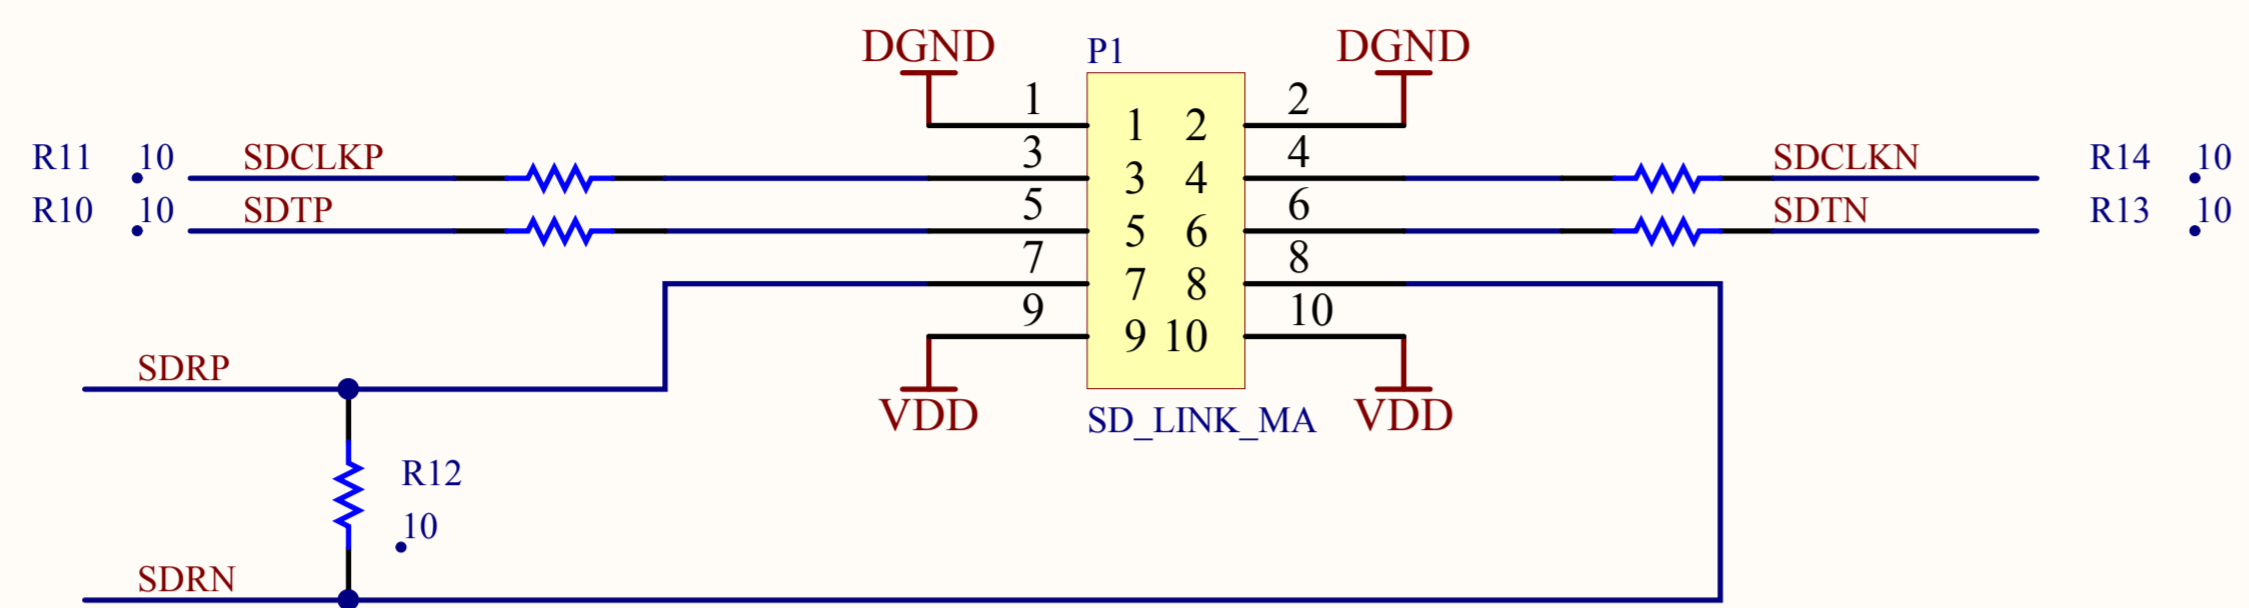 DGND P1 DGND
1 1 2 2
R11 10 SDCLKP 3 3 4 4 SDCLKN R14 10
R10 10 SDTP 5 5 6 6 SDTN R13 10
7 7 8 8
9 9 10 10
SDRP
VDD SD_LINK_MA VDD
R12
10
SDRN